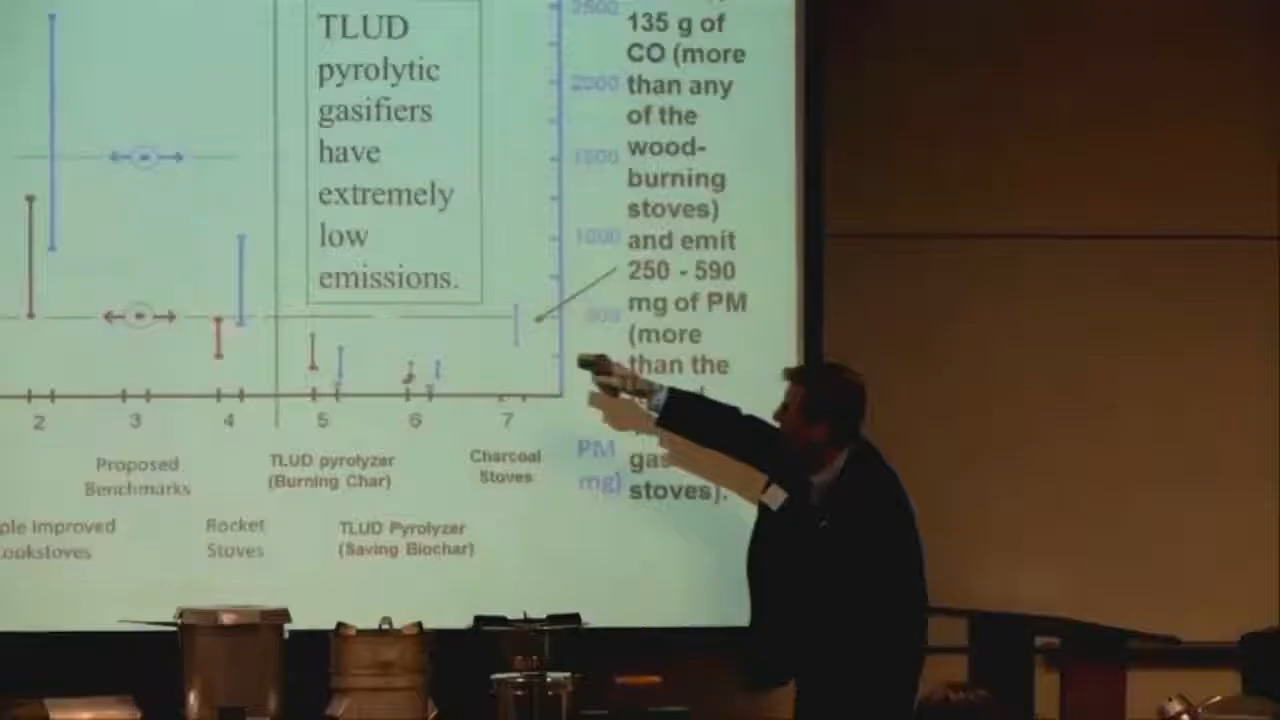 TLUD
pyrolytic
gasifiers
have
extremely
low
emissions.
2500
2000
1500
1000
500
135 g of
CO (more
than any
of the
wood-
burning
stoves)
and emit
250 - 590
mg of PM
(more
than the
stoves).
2 3 4 5 6 7
Proposed
Benchmarks
TLUD pyrolyzer
(Burning Char)
Charcoal
Stoves
PM
mg)
ple Improved
ookstoves
Rocket
Stoves
TLUD Pyrolyzer
(Saving Biochar)